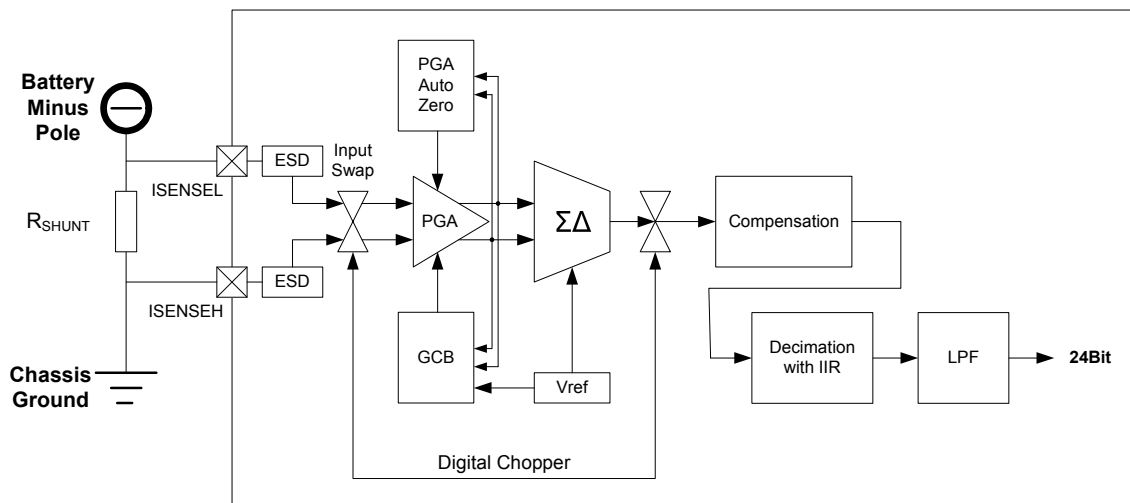 Battery
Minus
Pole
ISENSEL
ESD
Input
Swap
PGA
Auto
Zero
PGA
ΣΔ
Compensation
RSHUNT
ISENSEH
ESD
GCB
Vref
Decimation
with IIR
LPF
24Bit
Chassis
Ground
Digital Chopper